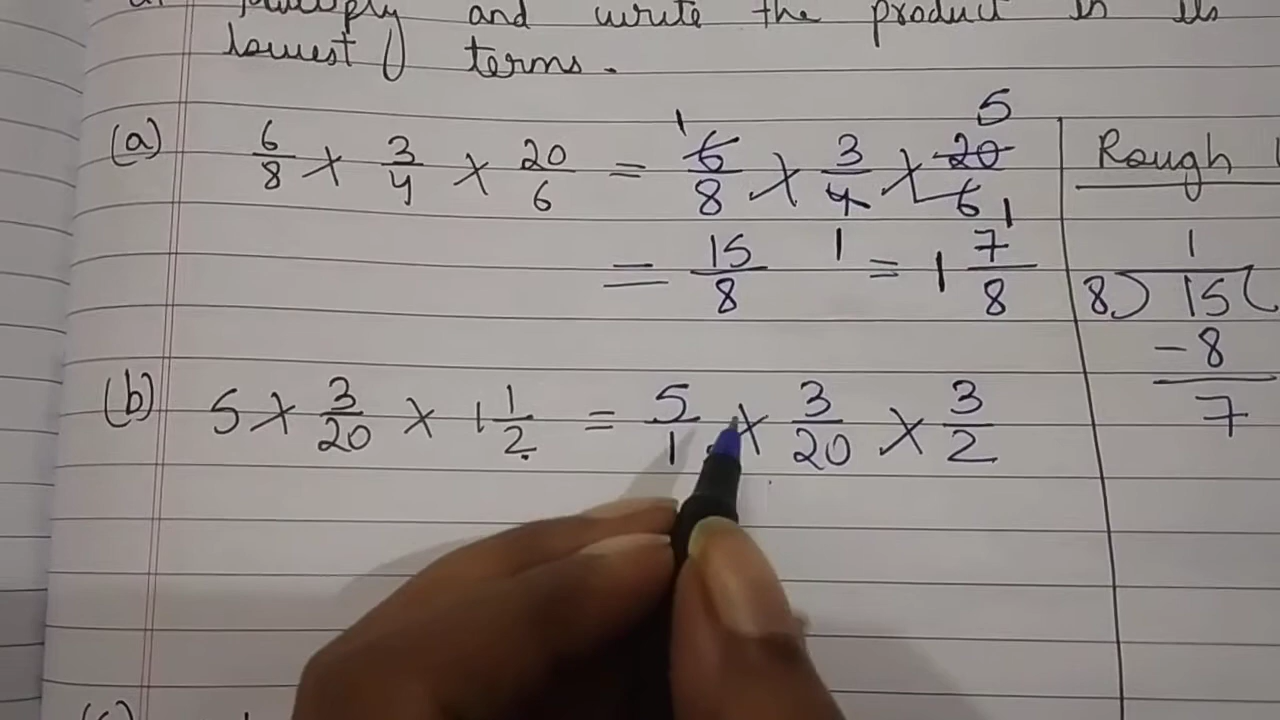 and write the product in its
lowest terms.
(a) 6/8 × 3/4 × 20/6 = 6/8 × 3/4 × 20/6 1 5 1 1
= 15/8 = 1 7/8
(b) 5 × 3/20 × 1 1/2 = 5/1 × 3/20 × 3/2
Rough
1
8) 15 (
- 8
7